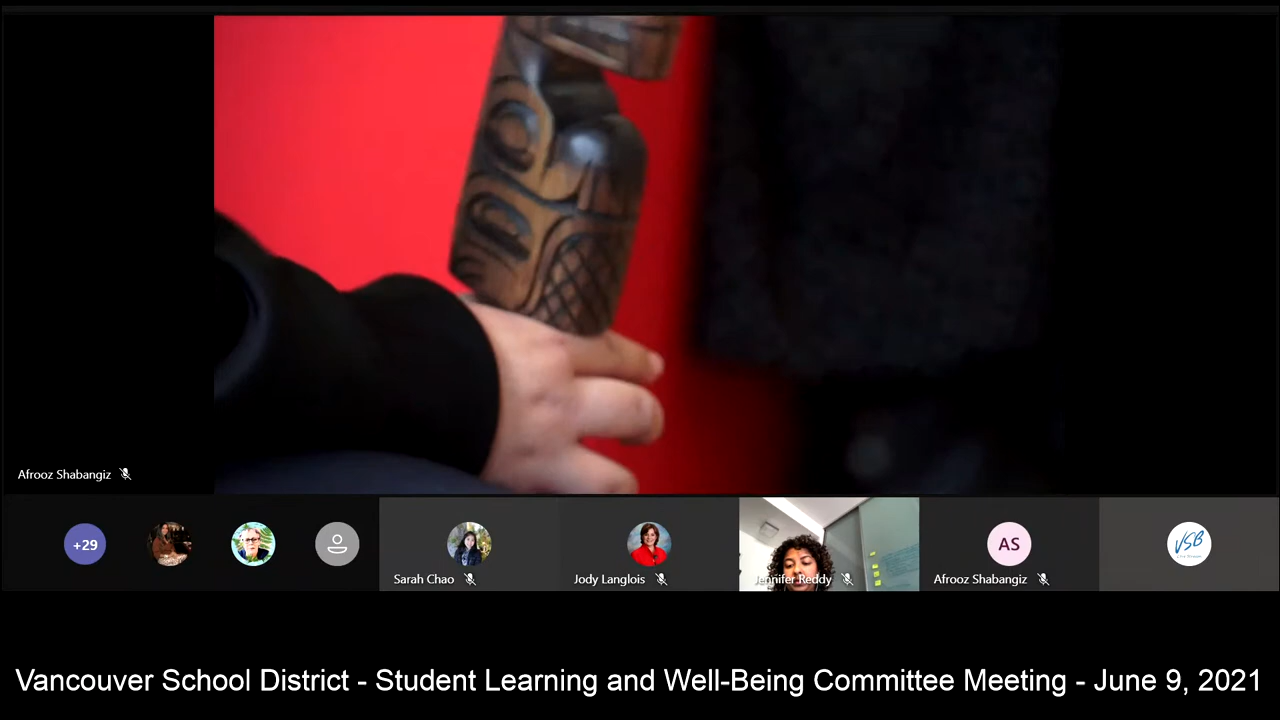 Afrooz Shabangiz
+29
Sarah Chao
Jody Langlois
Jennifer Reddy
AS
Afrooz Shabangiz
VSB
Vancouver School District - Student Learning and Well-Being Committee Meeting - June 9, 2021